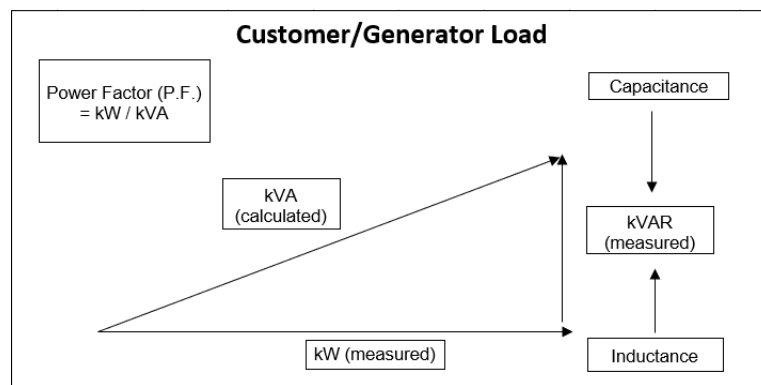 Customer/Generator Load
Power Factor (P.F.)
= kW / kVA
Capacitance
kVA
(calculated)
kVAR
(measured)
kW (measured)
Inductance